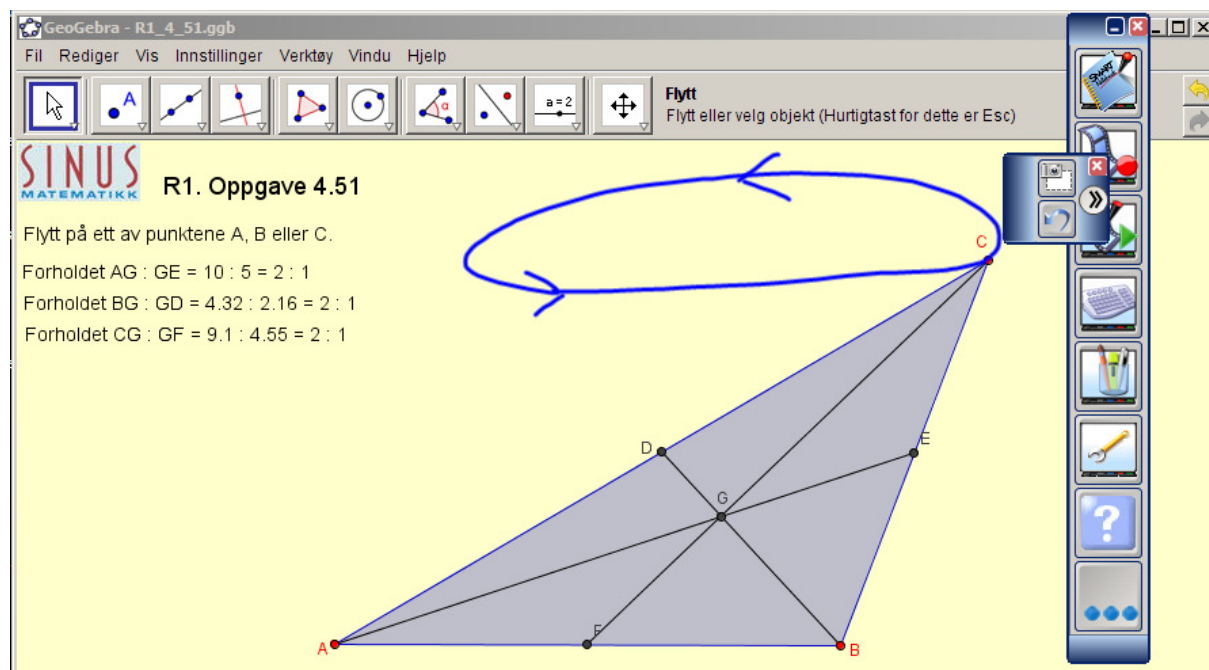 GeoGebra - R1_4_51.ggb
Fil Rediger Vis Innstillinger Verktøy Vindu Hjelp
A
α
a = 2
Flytt
Flytt eller velg objekt (Hurtigtast for dette er Esc)
SINUS
MATEMATIKK
R1. Oppgave 4.51
Flytt på ett av punktene A, B eller C.
Forholdet AG : GE = 10 : 5 = 2 : 1
Forholdet BG : GD = 4.32 : 2.16 = 2 : 1
Forholdet CG : GF = 9.1 : 4.55 = 2 : 1
C
D
E
G
F
A
B
SMART
?